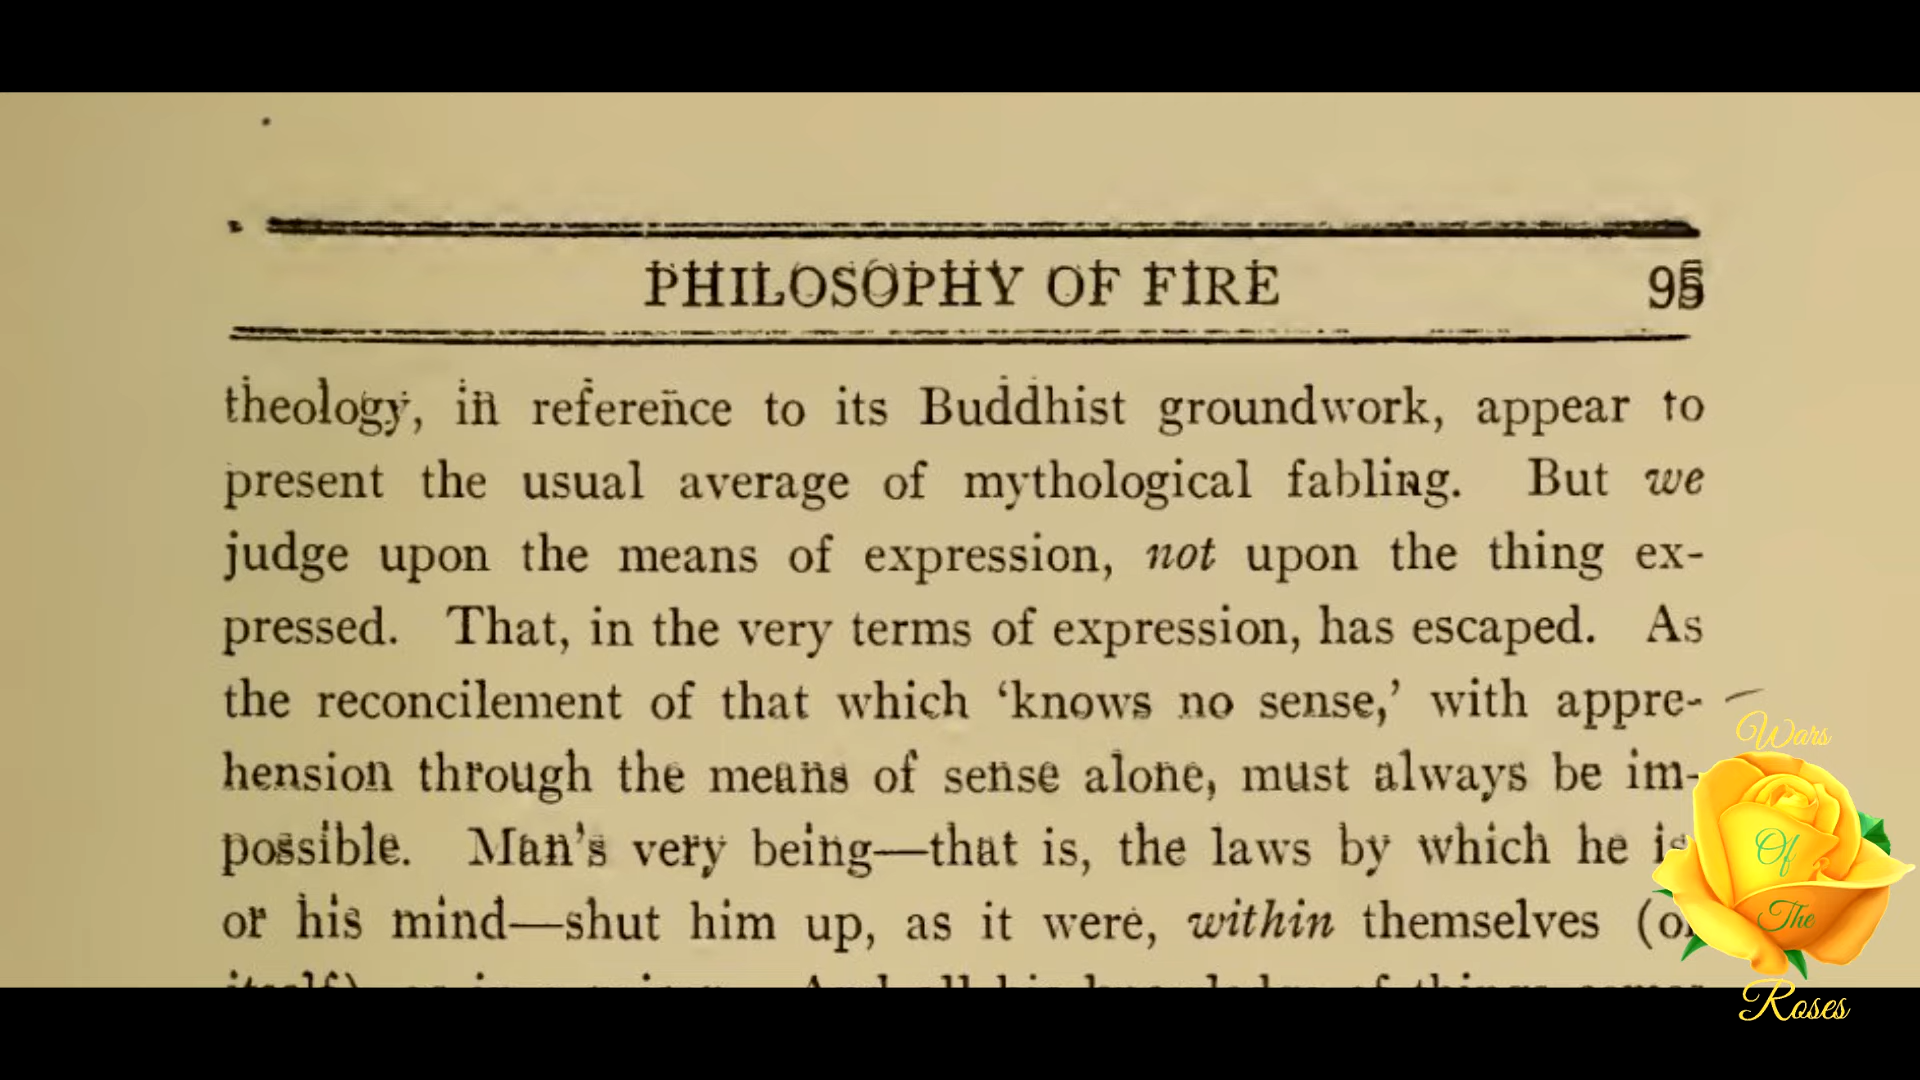 PHILOSOPHY OF FIRE
theology, in reference to its Buddhist groundwork, appear to
present the usual average of mythological fabling. But we
judge upon the means of expression, not upon the thing ex-
pressed. That, in the very terms of expression, has escaped. As
the reconcilement of that which ‘knows no sense,’ with appre-
hension through the means of sense alone, must always be im-
possible. Man’s very being—that is, the laws by which he is
or his mind—shut him up, as it were, within themselves (or
Wars
Of
The
Roses